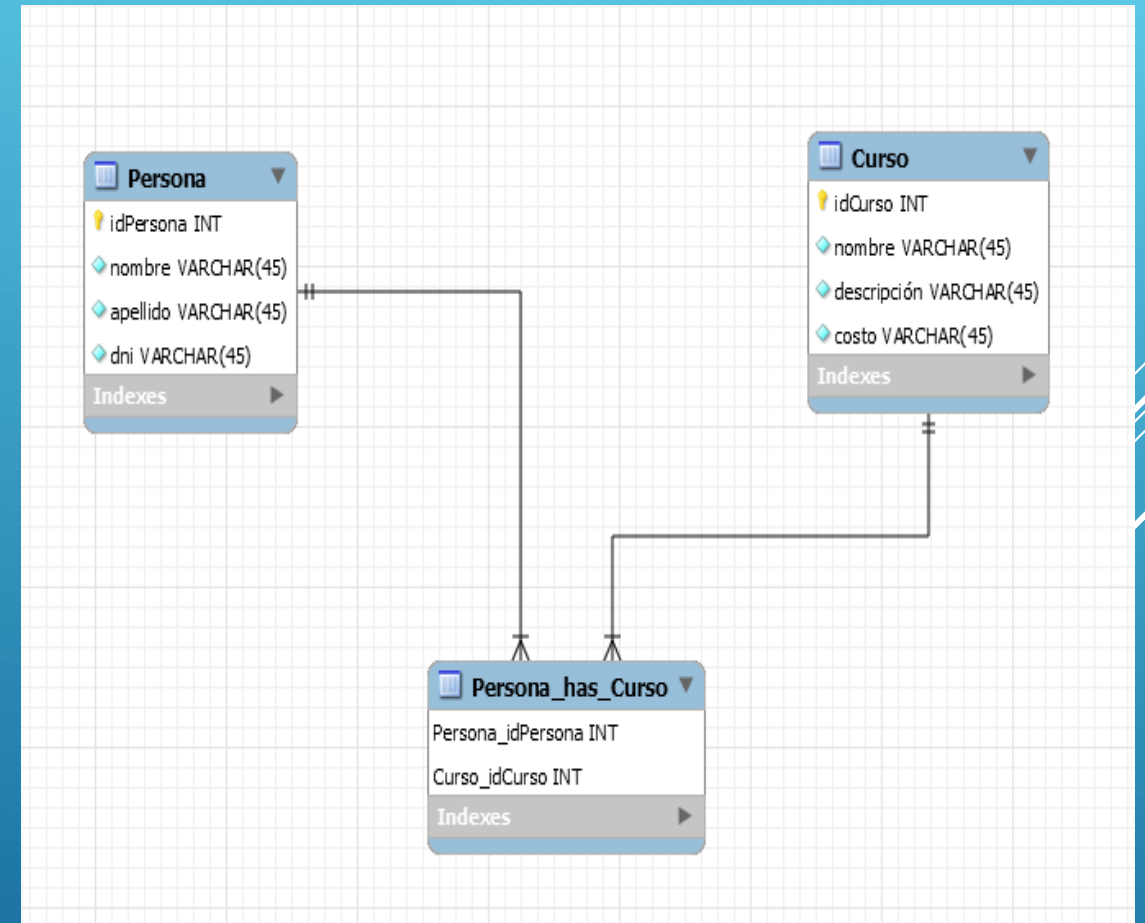 Persona
idPersona INT
nombre VARCHAR(45)
apellido VARCHAR(45)
dni VARCHAR(45)
Indexes
Curso
idCurso INT
nombre VARCHAR(45)
descripción VARCHAR(45)
costo VARCHAR(45)
Indexes
Persona_has_Curso
Persona_idPersona INT
Curso_idCurso INT
Indexes